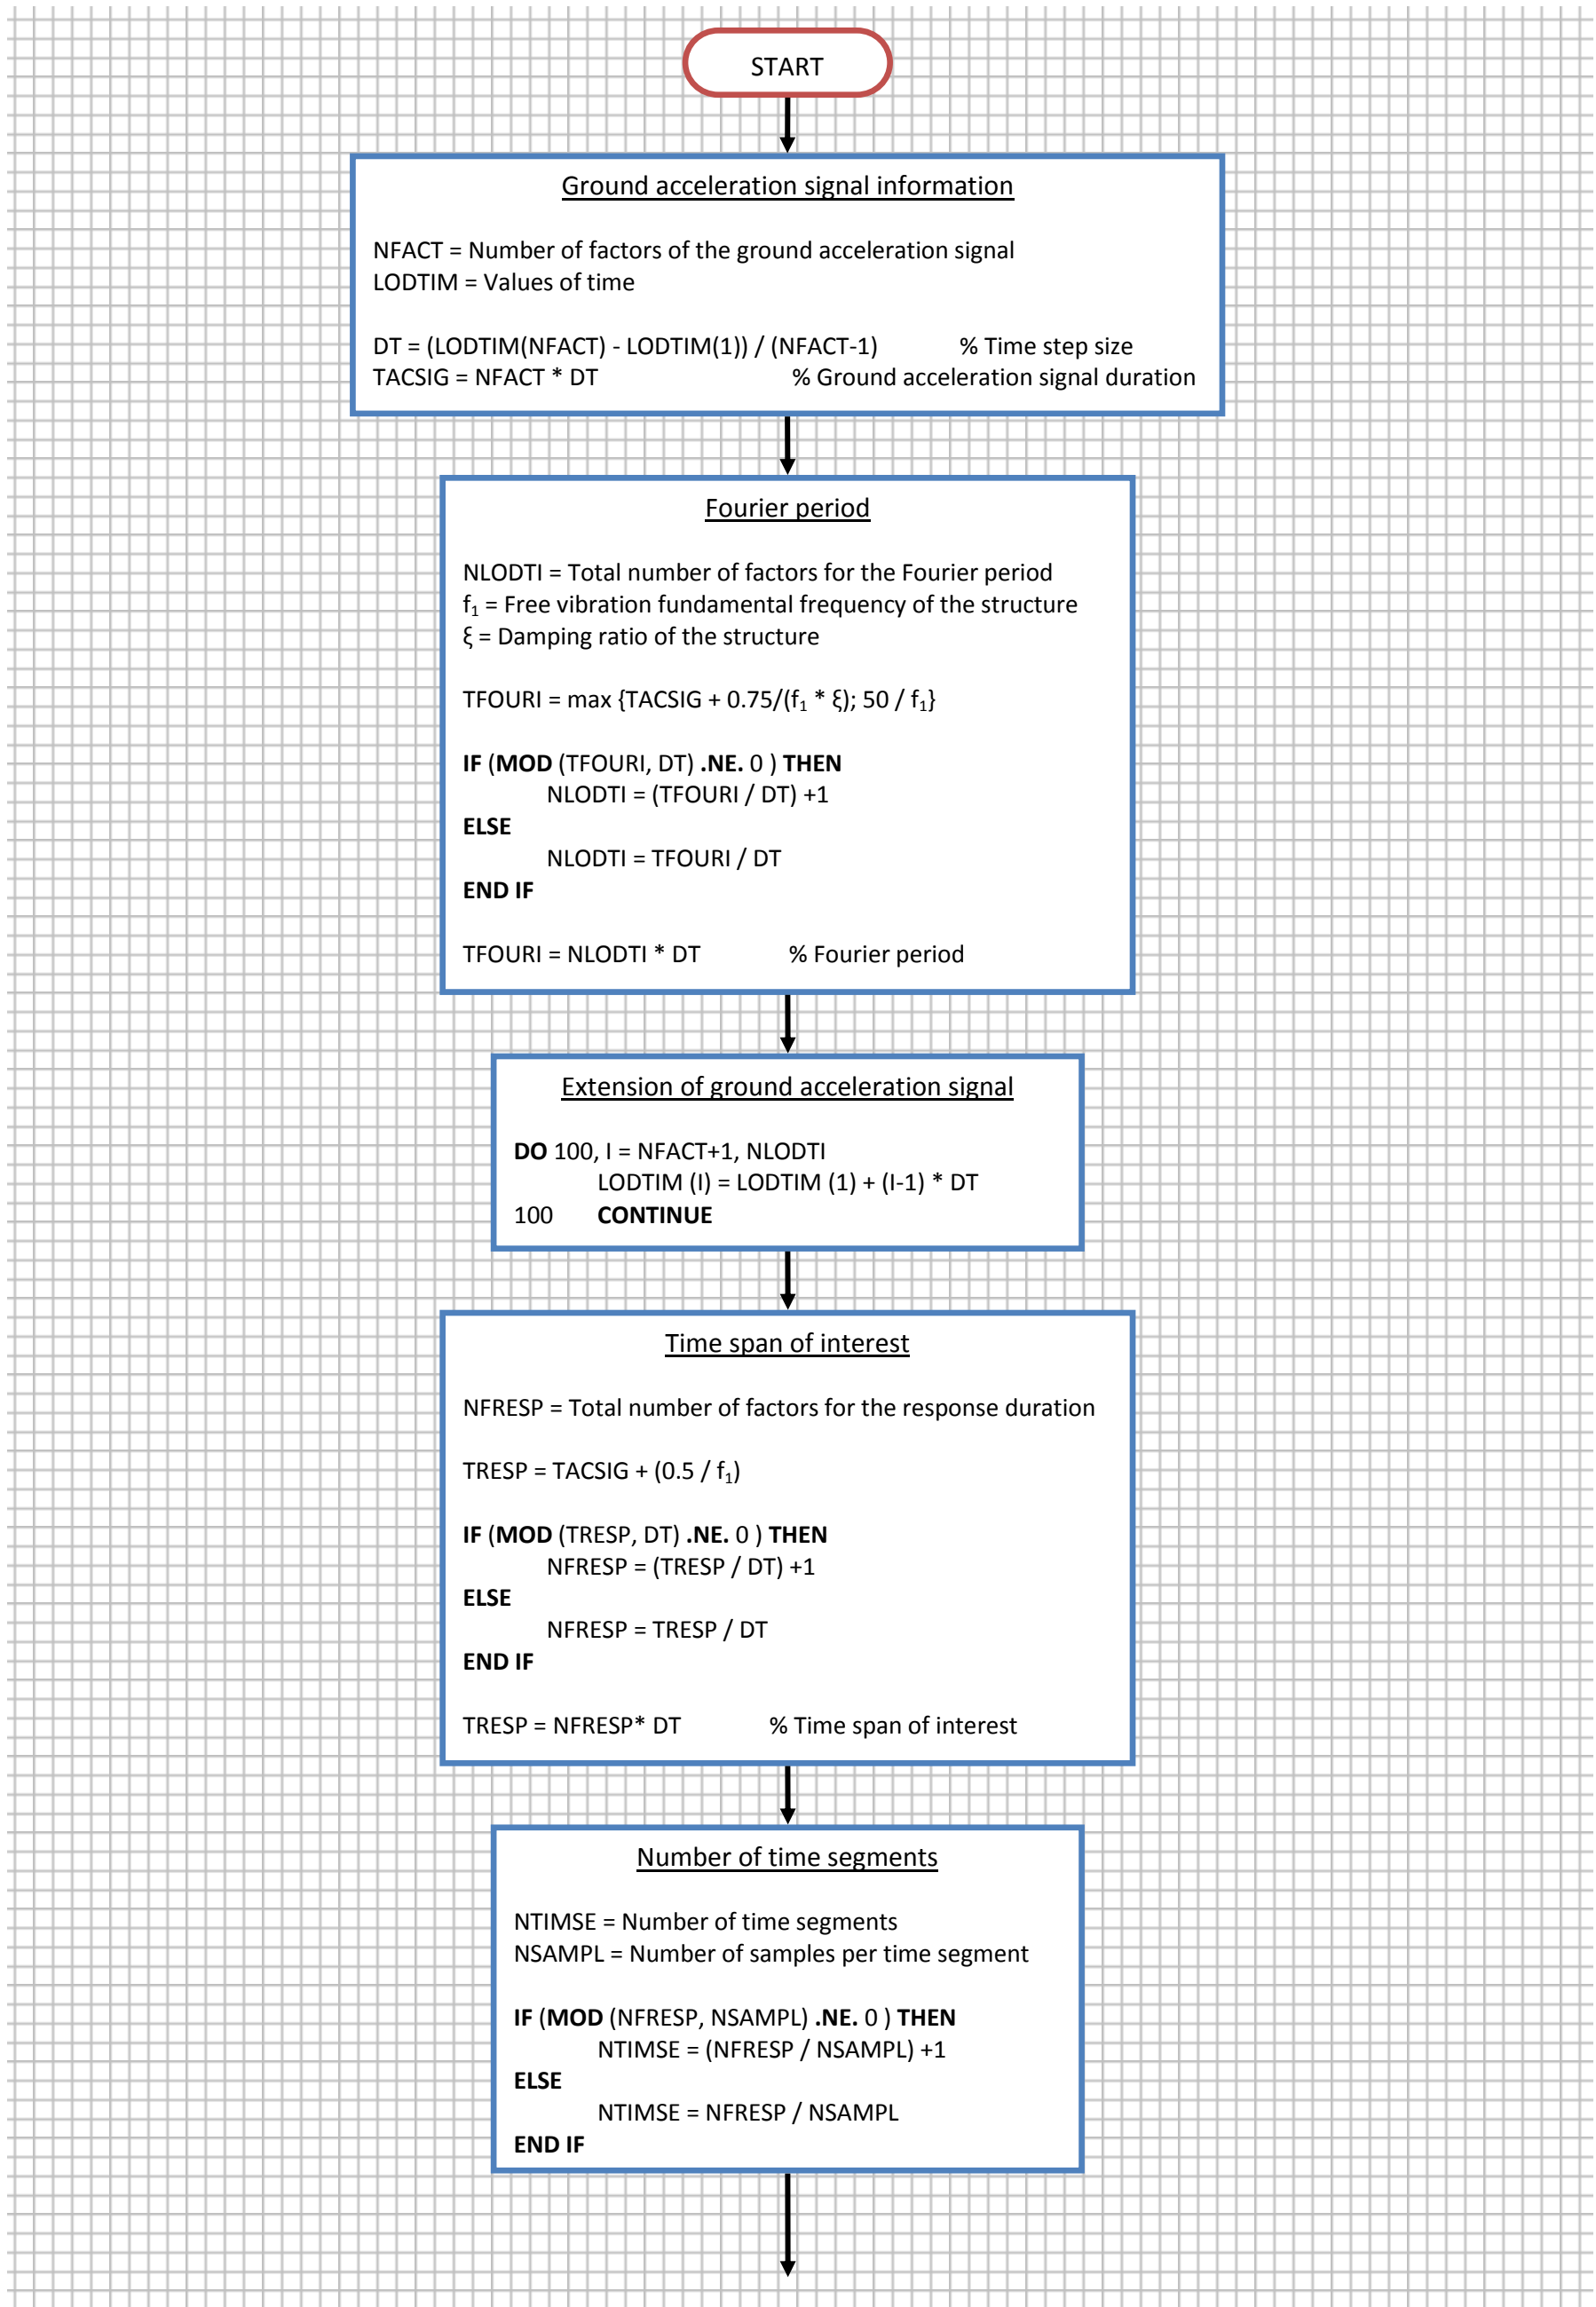 START
Ground acceleration signal information
NFACT = Number of factors of the ground acceleration signal
LODTIM = Values of time
DT = (LODTIM(NFACT) - LODTIM(1)) / (NFACT-1) % Time step size
TACSIG = NFACT * DT % Ground acceleration signal duration
Fourier period
NLODTI = Total number of factors for the Fourier period
f₁ = Free vibration fundamental frequency of the structure
ξ = Damping ratio of the structure
TFOURI = max {TACSIG + 0.75/(f₁ * ξ); 50 / f₁}
IF (MOD (TFOURI, DT) .NE. 0 ) THEN
NLODTI = (TFOURI / DT) +1
ELSE
NLODTI = TFOURI / DT
END IF
TFOURI = NLODTI * DT % Fourier period
Extension of ground acceleration signal
DO 100, I = NFACT+1, NLODTI
LODTIM (I) = LODTIM (1) + (I-1) * DT
100 CONTINUE
Time span of interest
NFRESP = Total number of factors for the response duration
TRESP = TACSIG + (0.5 / f₁)
IF (MOD (TRESP, DT) .NE. 0 ) THEN
NFRESP = (TRESP / DT) +1
ELSE
NFRESP = TRESP / DT
END IF
TRESP = NFRESP* DT % Time span of interest
Number of time segments
NTIMSE = Number of time segments
NSAMPL = Number of samples per time segment
IF (MOD (NFRESP, NSAMPL) .NE. 0 ) THEN
NTIMSE = (NFRESP / NSAMPL) +1
ELSE
NTIMSE = NFRESP / NSAMPL
END IF